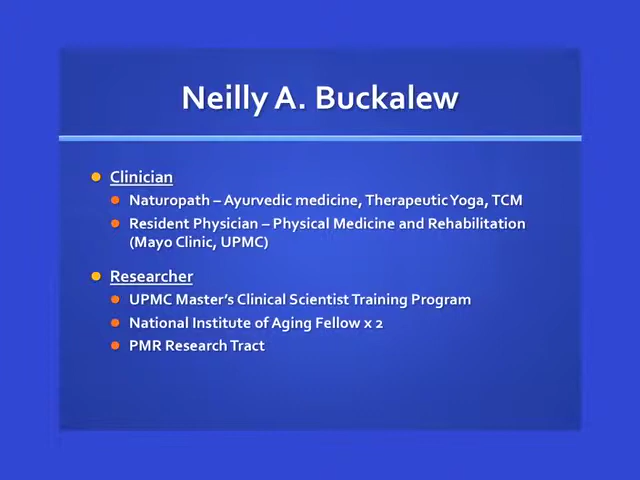 Neilly A. Buckalew
Clinician
Naturopath – Ayurvedic medicine, Therapeutic Yoga, TCM
Resident Physician – Physical Medicine and Rehabilitation
(Mayo Clinic, UPMC)
Researcher
UPMC Master's Clinical Scientist Training Program
National Institute of Aging Fellow x 2
PMR Research Tract